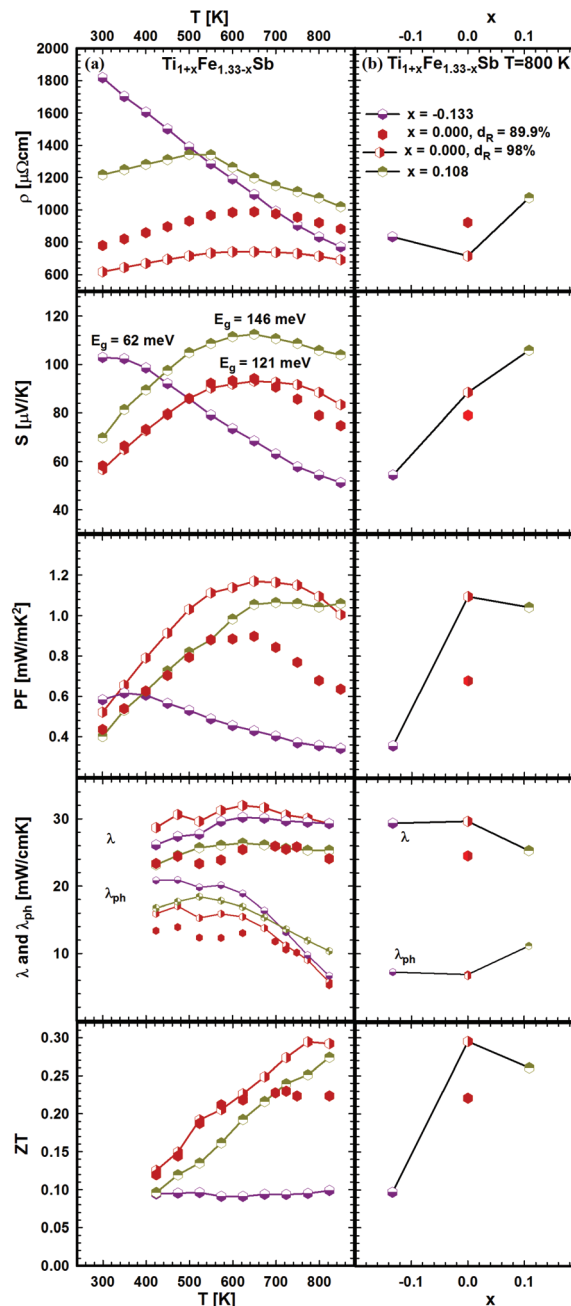 T [K]
x
300 400 500 600 700 800
-0.1 0.0 0.1
(a) Ti1+xFe1.33-xSb
(b) Ti1+xFe1.33-xSb T=800 K
2000
1800
1600
1400
1200
1000
800
600
ρ [μΩcm]
x = -0.133
x = 0.000, dR = 89.9%
x = 0.000, dR = 98%
x = 0.108
120
100
80
60
40
S [μV/K]
Eg = 62 meV
Eg = 146 meV
Eg = 121 meV
1.2
1.0
0.8
0.6
0.4
PF [mW/mK²]
30
20
10
λ and λph [mW/cmK]
λ
λph
λ
λph
0.30
0.25
0.20
0.15
0.10
0.05
0.00
ZT
300 400 500 600 700 800
-0.1 0.0 0.1
T [K]
x